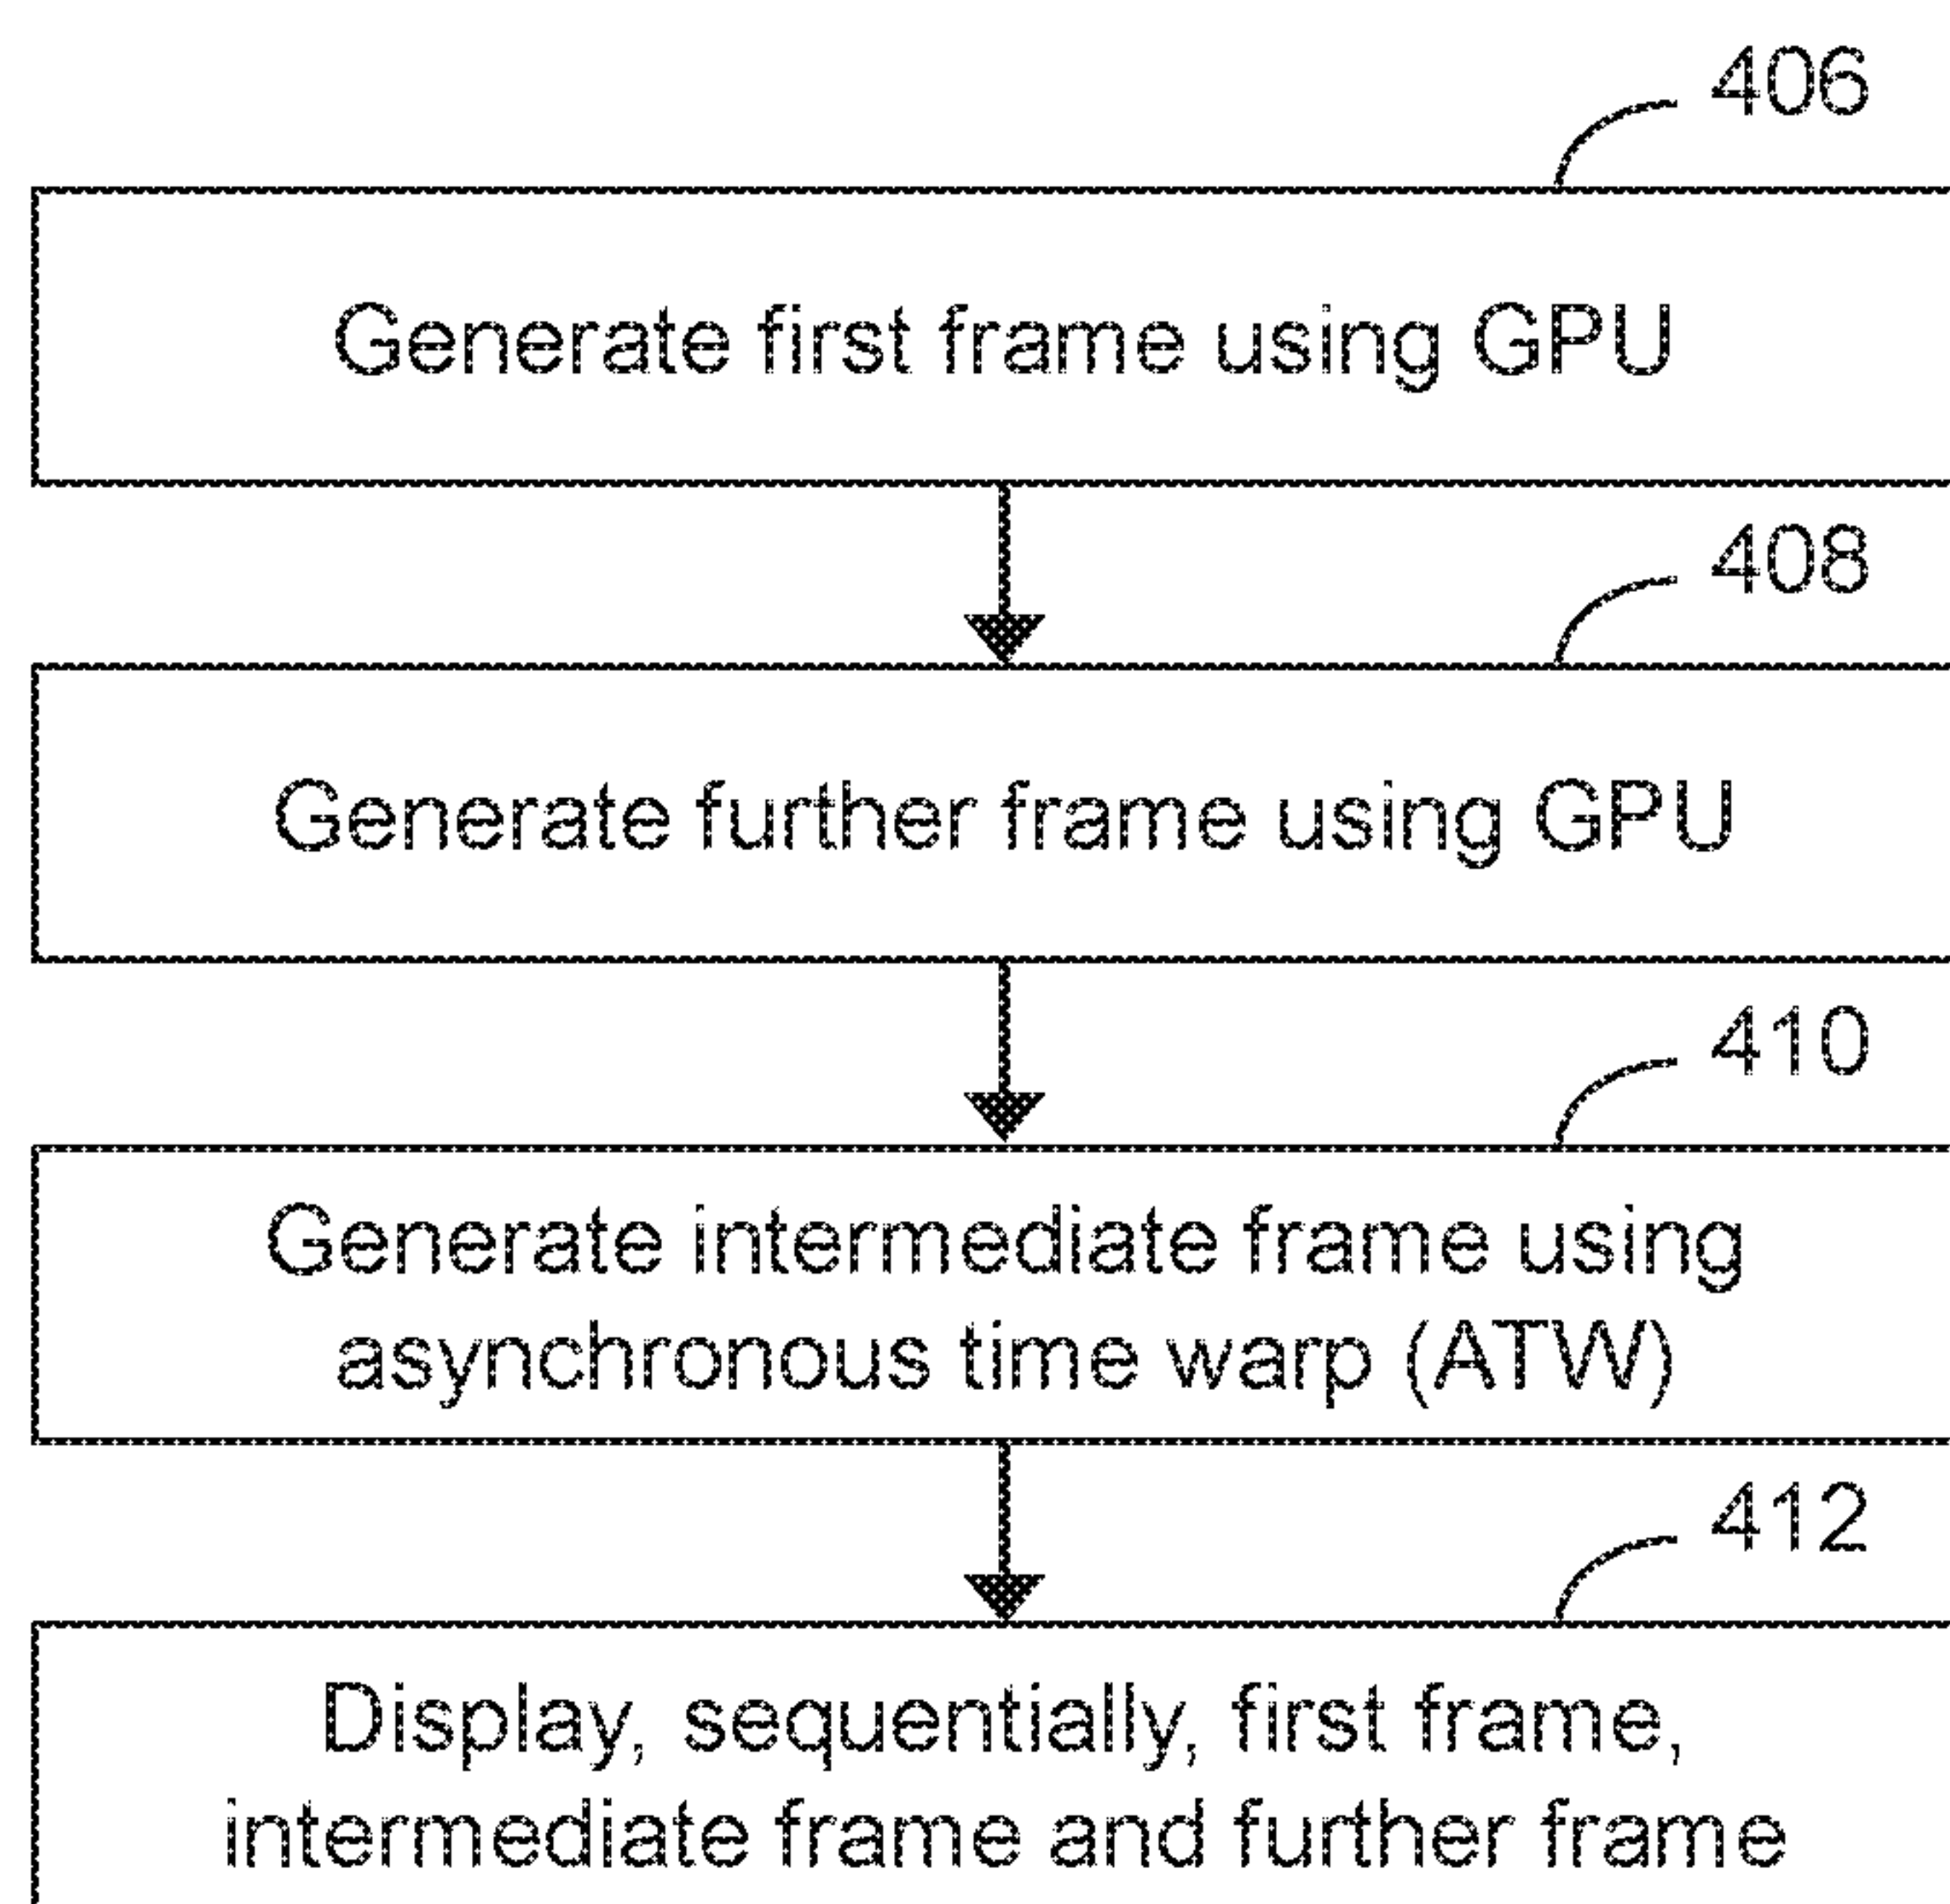 406
Generate first frame using GPU
408
Generate further frame using GPU
410
Generate intermediate frame using
asynchronous time warp (ATW)
412
Display, sequentially, first frame,
intermediate frame and further frame